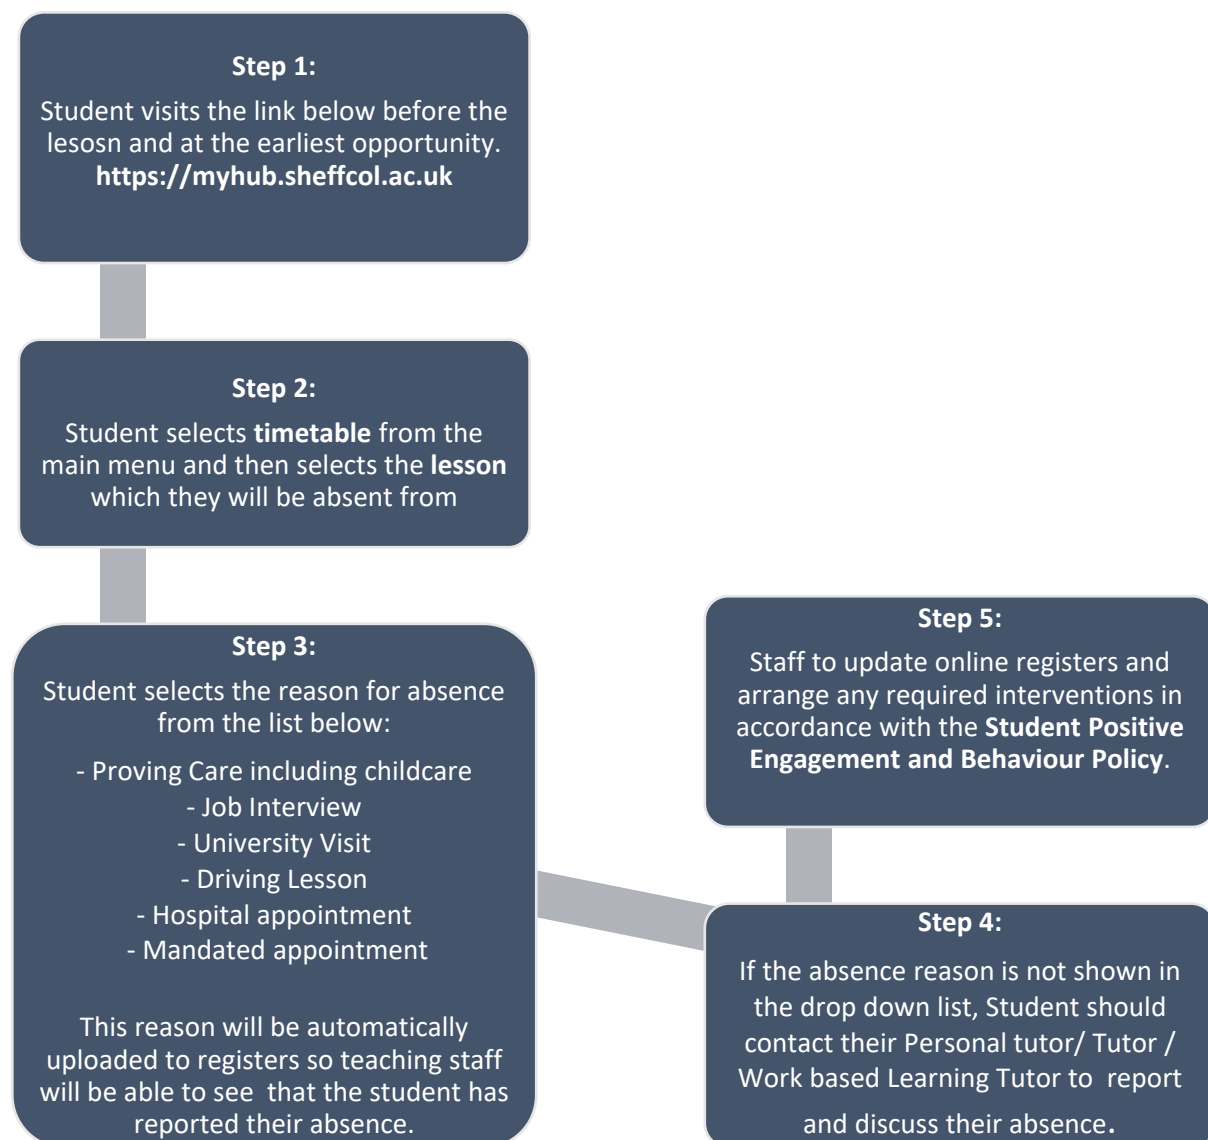 Step 1:
Student visits the link below before the
lesosn and at the earliest opportunity.
https://myhub.sheffcol.ac.uk
Step 2:
Student selects timetable from the
main menu and then selects the lesson
which they will be absent from
Step 3:
Student selects the reason for absence
from the list below:
- Proving Care including childcare
- Job Interview
- University Visit
- Driving Lesson
- Hospital appointment
- Mandated appointment
This reason will be automatically
uploaded to registers so teaching staff
will be able to see  that the student has
reported their absence.
Step 4:
If the absence reason is not shown in
the drop down list, Student should
contact their Personal tutor/ Tutor /
Work based Learning Tutor to  report
and discuss their absence.
Step 5:
Staff to update online registers and
arrange any required interventions in
accordance with the Student Positive
Engagement and Behaviour Policy.